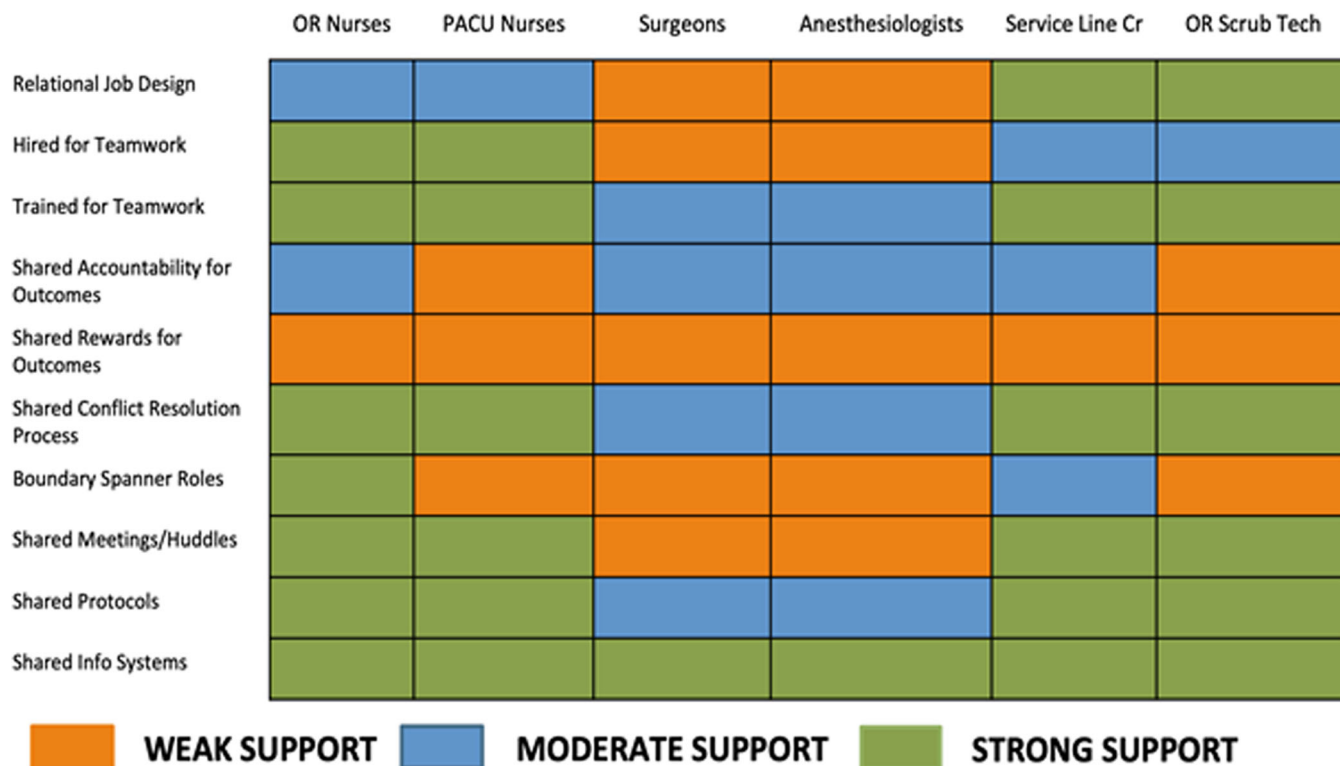 OR Nurses PACU Nurses Surgeons Anesthesiologists Service Line Cr OR Scrub Tech
Relational Job Design
Hired for Teamwork
Trained for Teamwork
Shared Accountability for
Outcomes
Shared Rewards for
Outcomes
Shared Conflict Resolution
Process
Boundary Spanner Roles
Shared Meetings/Huddles
Shared Protocols
Shared Info Systems
WEAK SUPPORT MODERATE SUPPORT STRONG SUPPORT